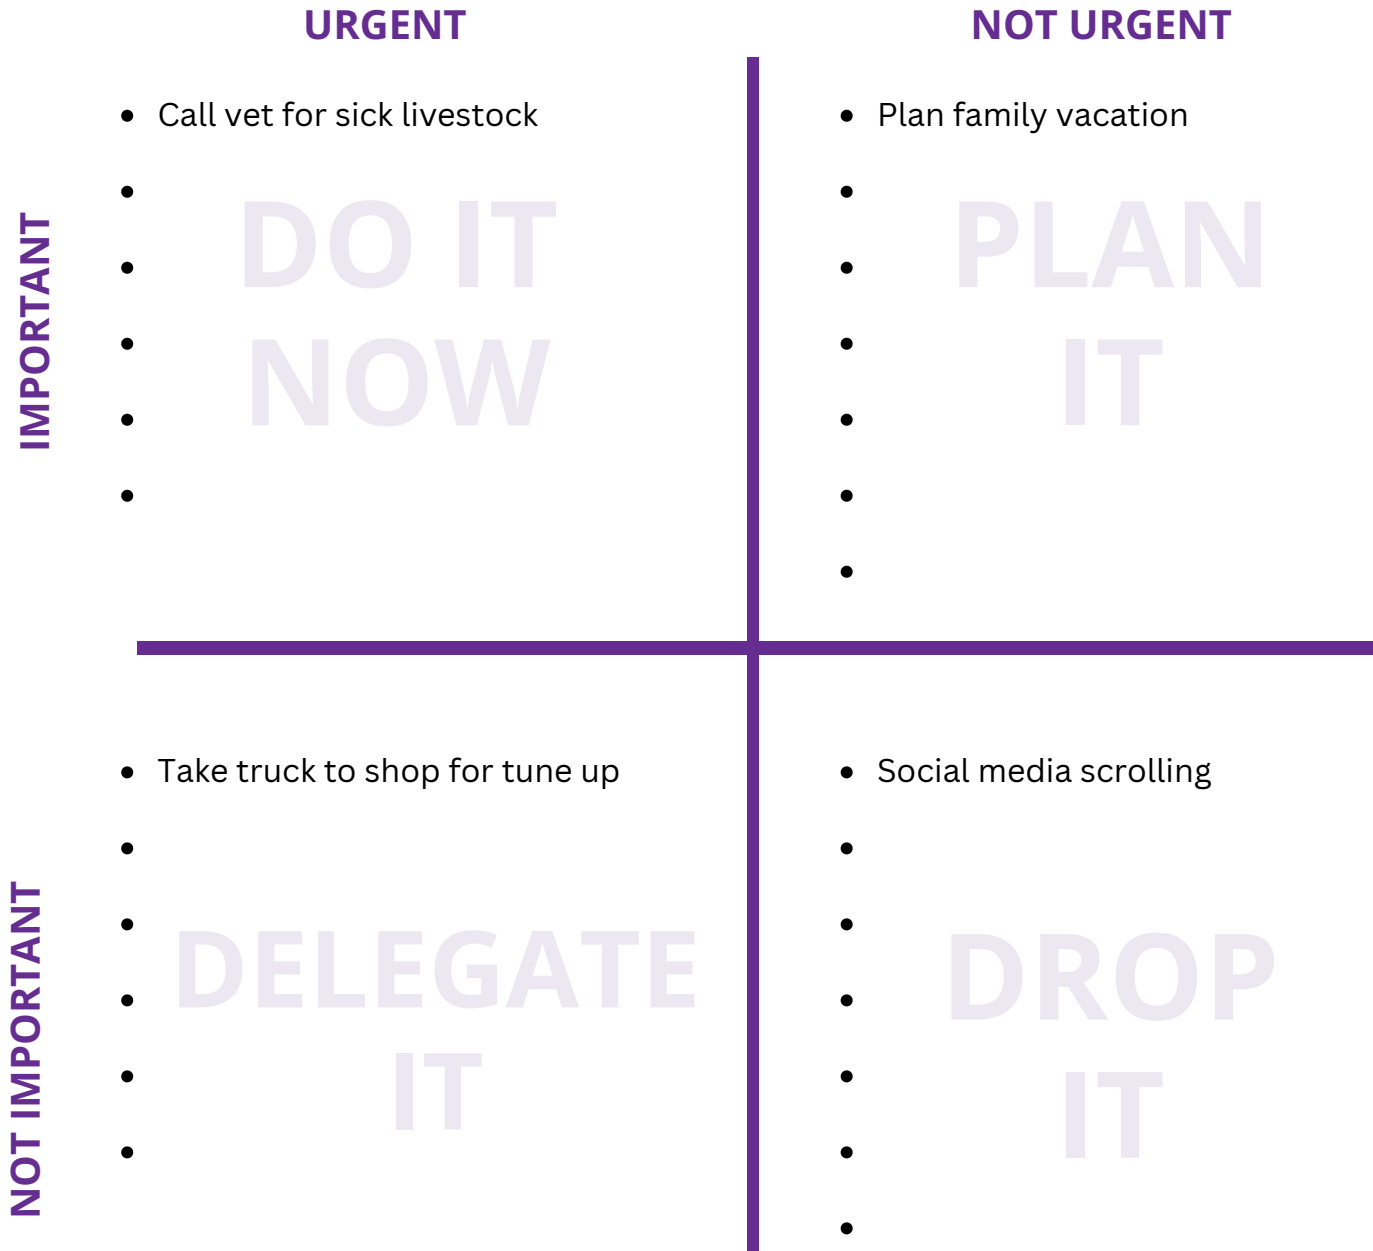 URGENT
NOT URGENT
IMPORTANT
• Call vet for sick livestock
•
•
•
•
•
DO IT
NOW
• Plan family vacation
•
•
•
•
•
•
PLAN
IT
NOT IMPORTANT
• Take truck to shop for tune up
•
•
•
•
•
DELEGATE
IT
• Social media scrolling
•
•
•
•
•
•
DROP
IT